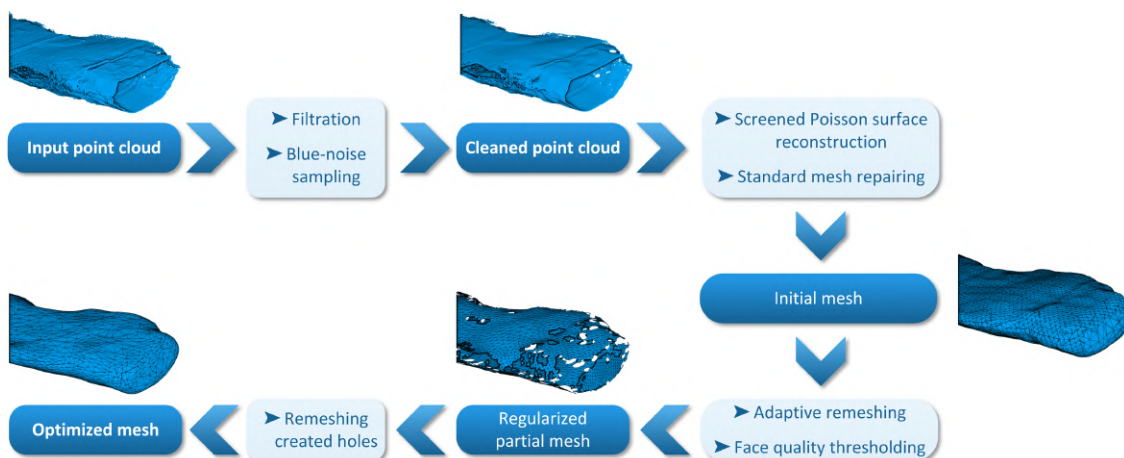 Input point cloud
➤ Filtration
➤ Blue-noise
sampling
Cleaned point cloud
➤ Screened Poisson surface
reconstruction
➤ Standard mesh repairing
Initial mesh
➤ Adaptive remeshing
➤ Face quality thresholding
Regularized
partial mesh
➤ Remeshing
created holes
Optimized mesh